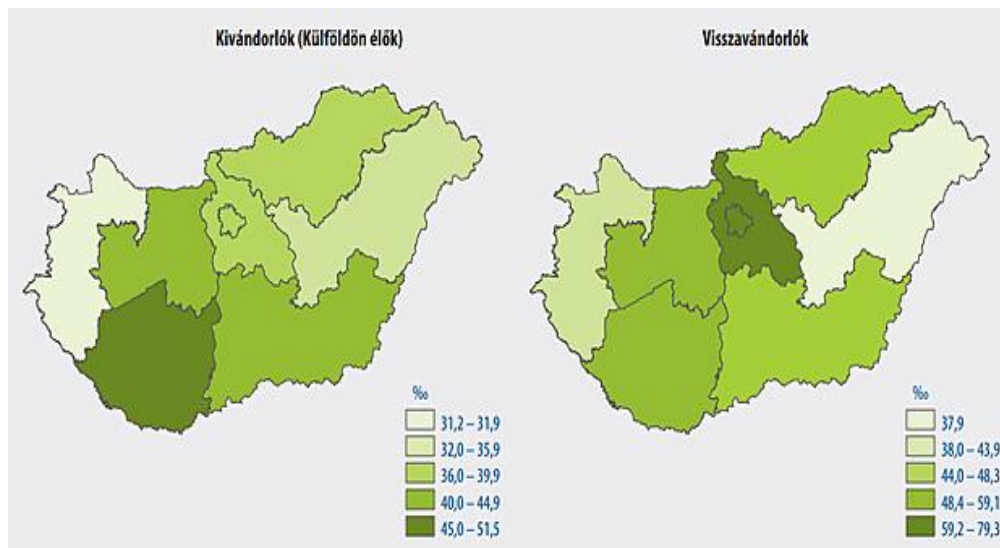 Kivándorlók (Külföldön élők)
Visszavándorlók
‰
31,2 – 31,9
32,0 – 35,9
36,0 – 39,9
40,0 – 44,9
45,0 – 51,5
‰
37,9
38,0 – 43,9
44,0 – 48,3
48,4 – 59,1
59,2 – 79,3